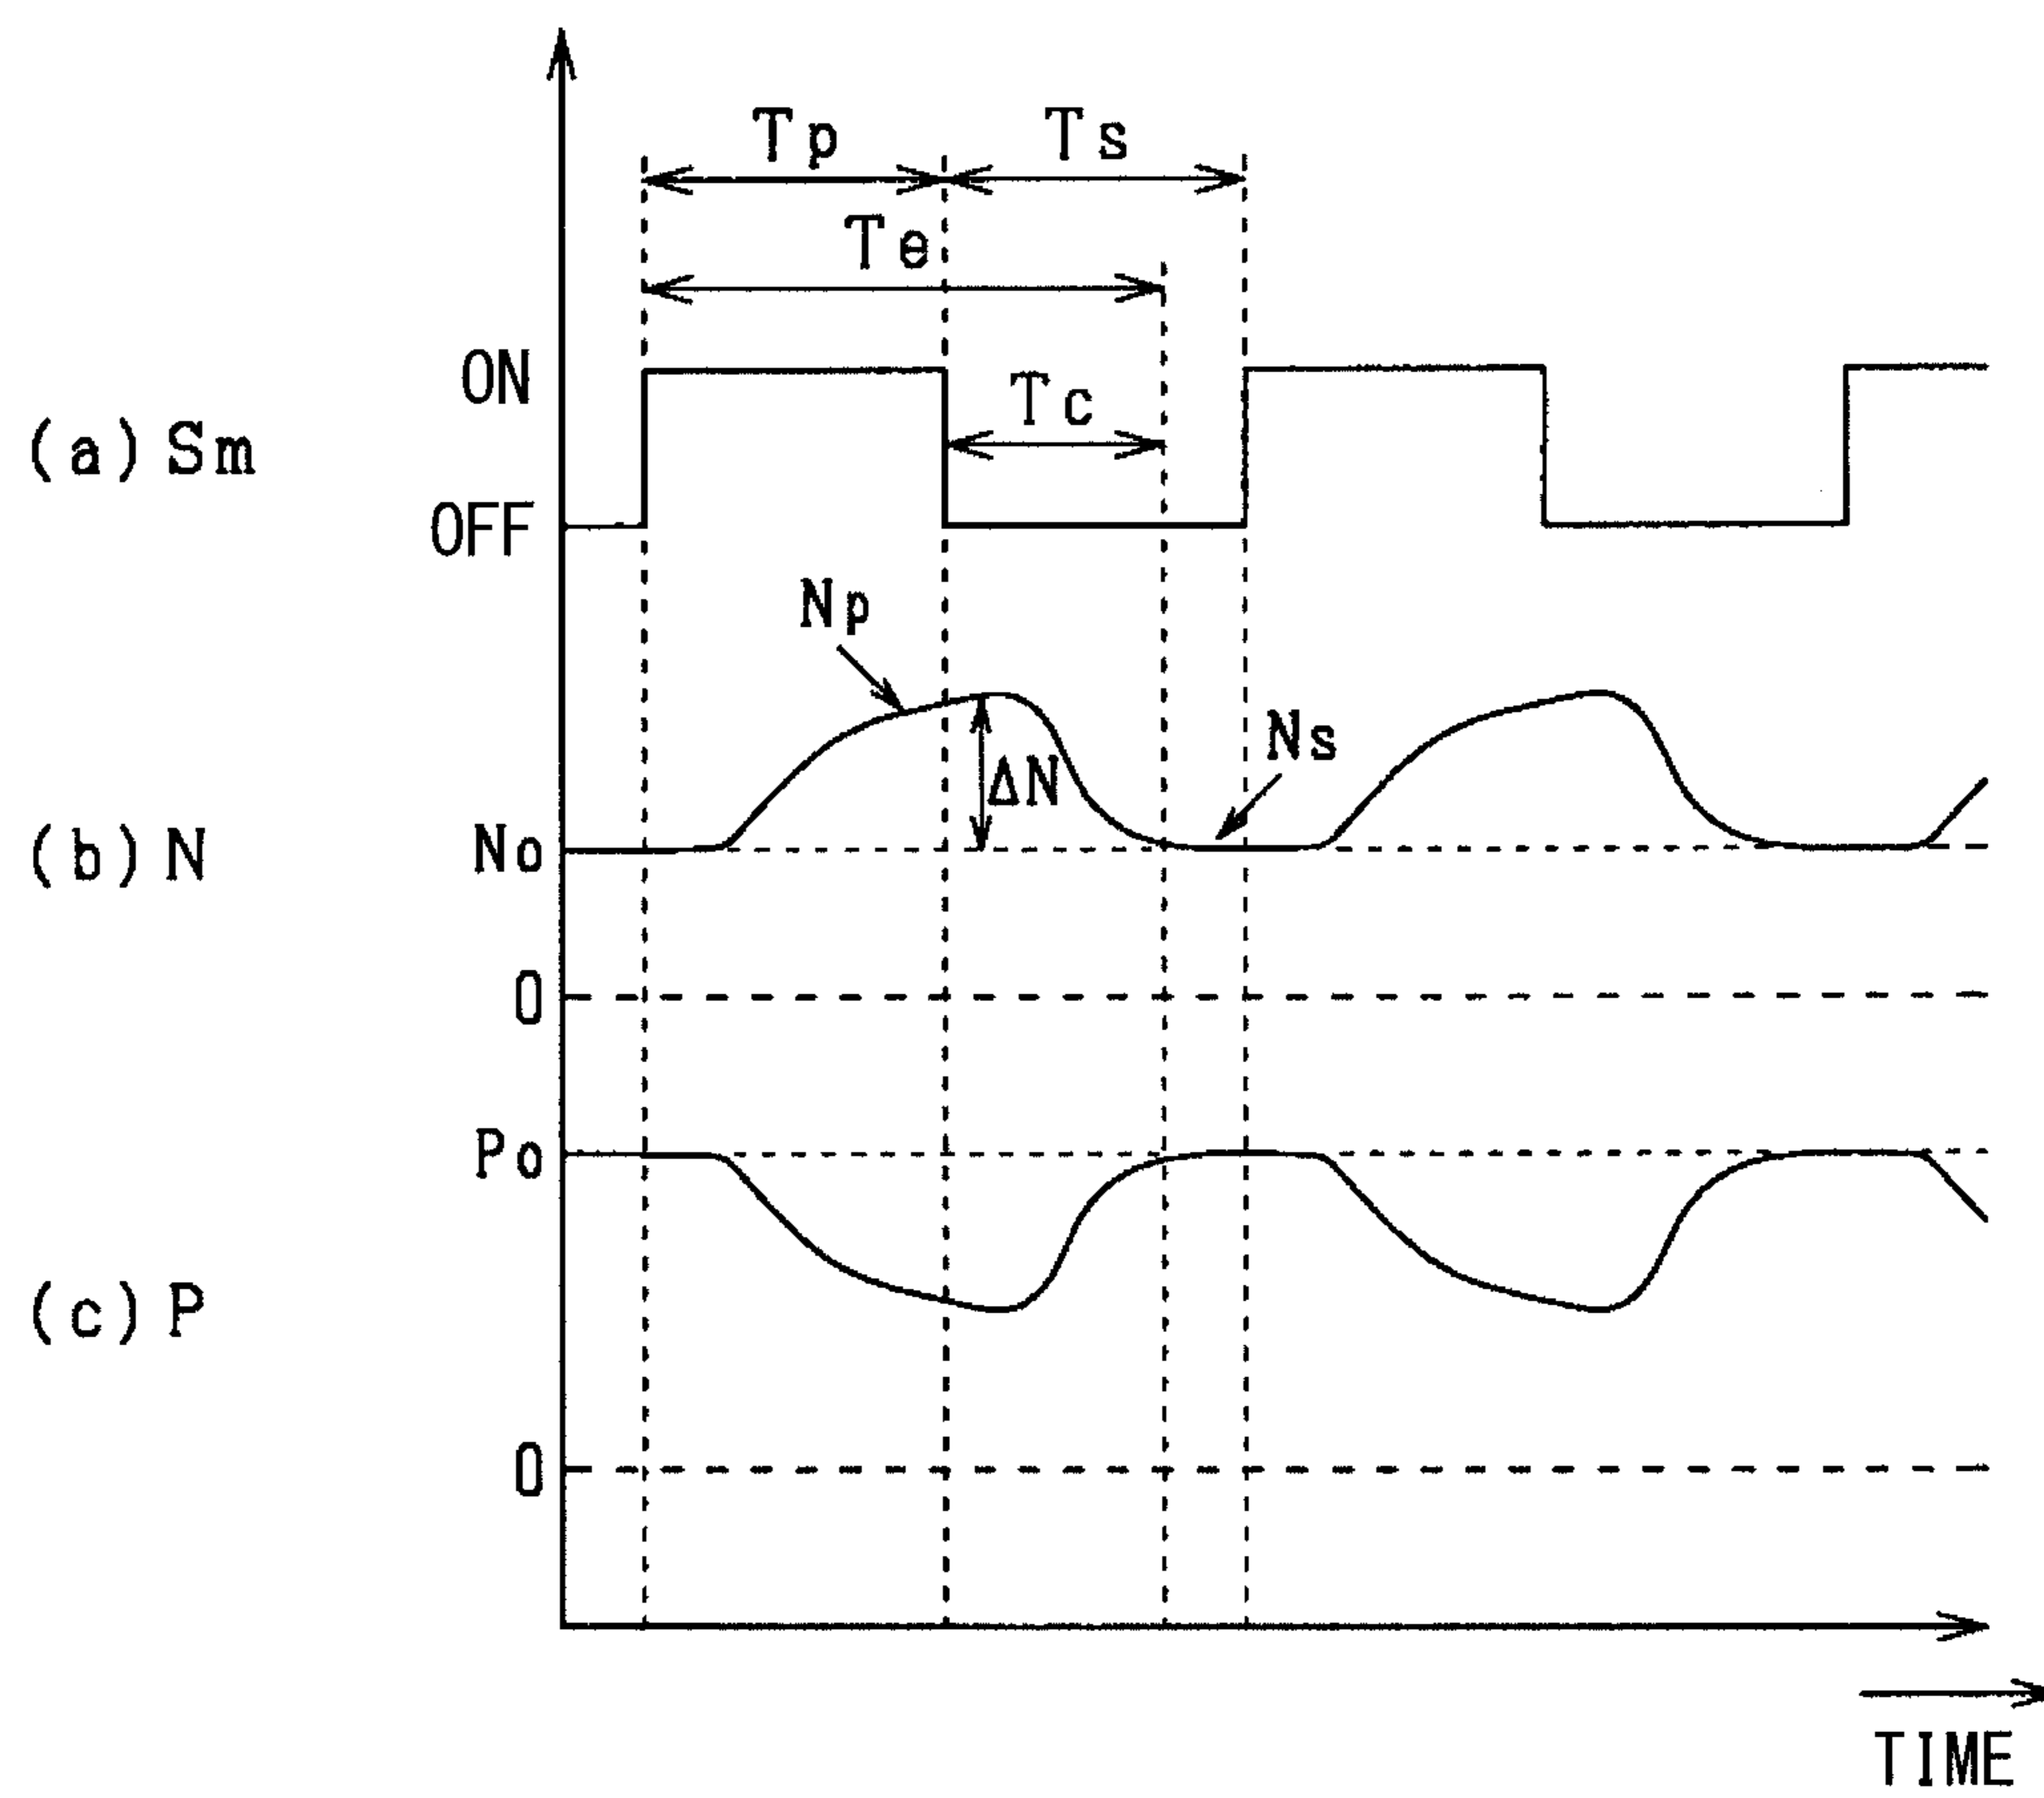 Tp
Ts
Te
ON
Tc
(a) Sm
OFF
Np
Ns
ΔN
(b) N
No
0
Po
(c) P
0
TIME